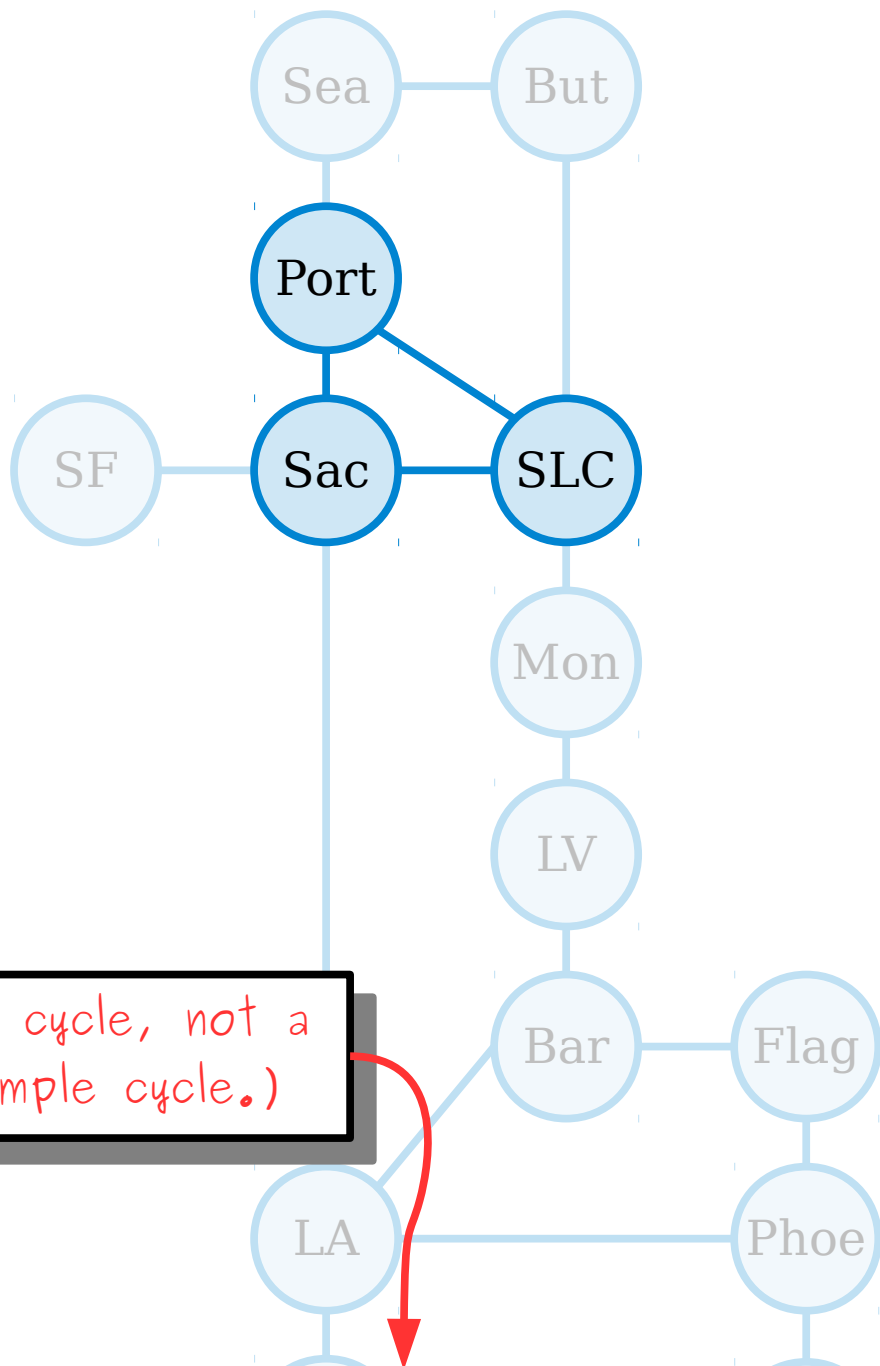 Sea But
Port
SF Sac SLC
Mon
LV
cycle, not a
mple cycle.)
Bar Flag
LA Phoe